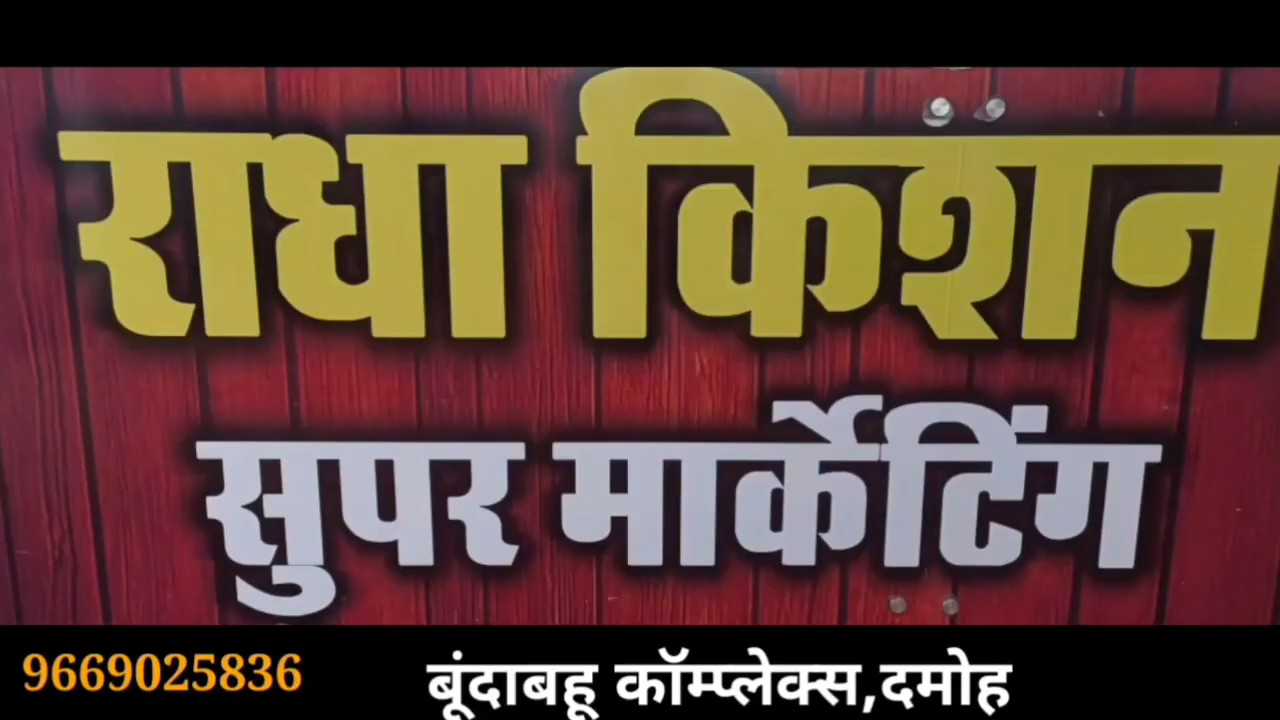 राधा किशन
सुपर मार्केटिंग
9669025836 बूंदाबहू कॉम्प्लेक्स,दमोह